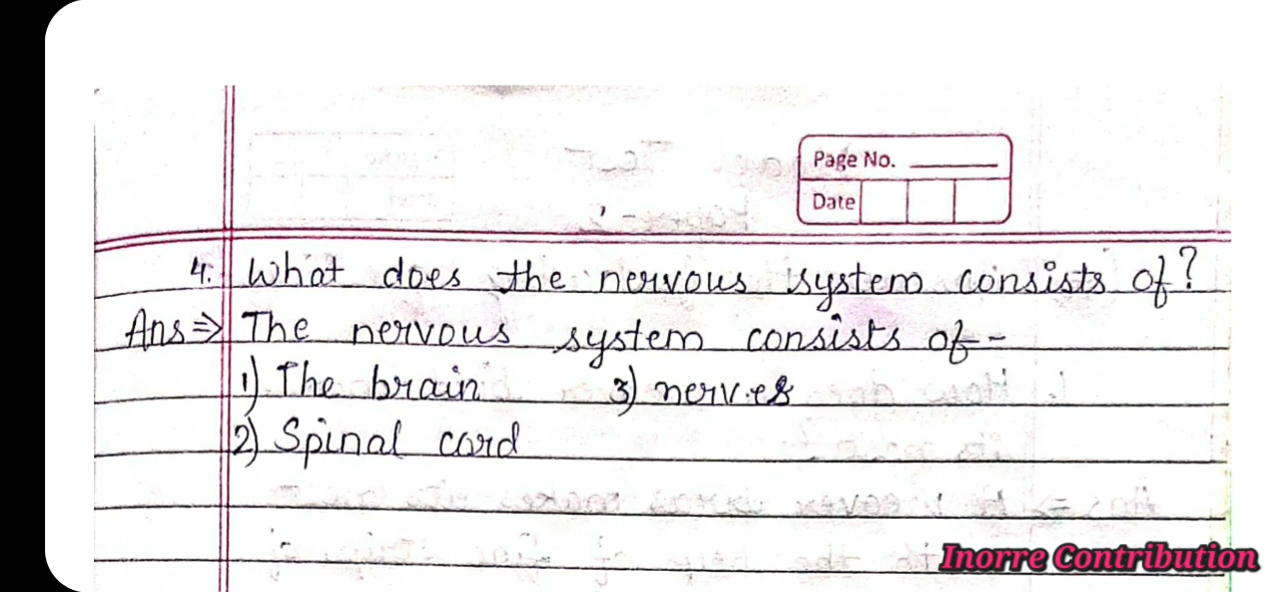 Page No.
Date
4. What does the nervous system consists of?
Ans⇒ The nervous system consists of -
1) The brain 3) nerves
2) Spinal cord
Inorre Contribution